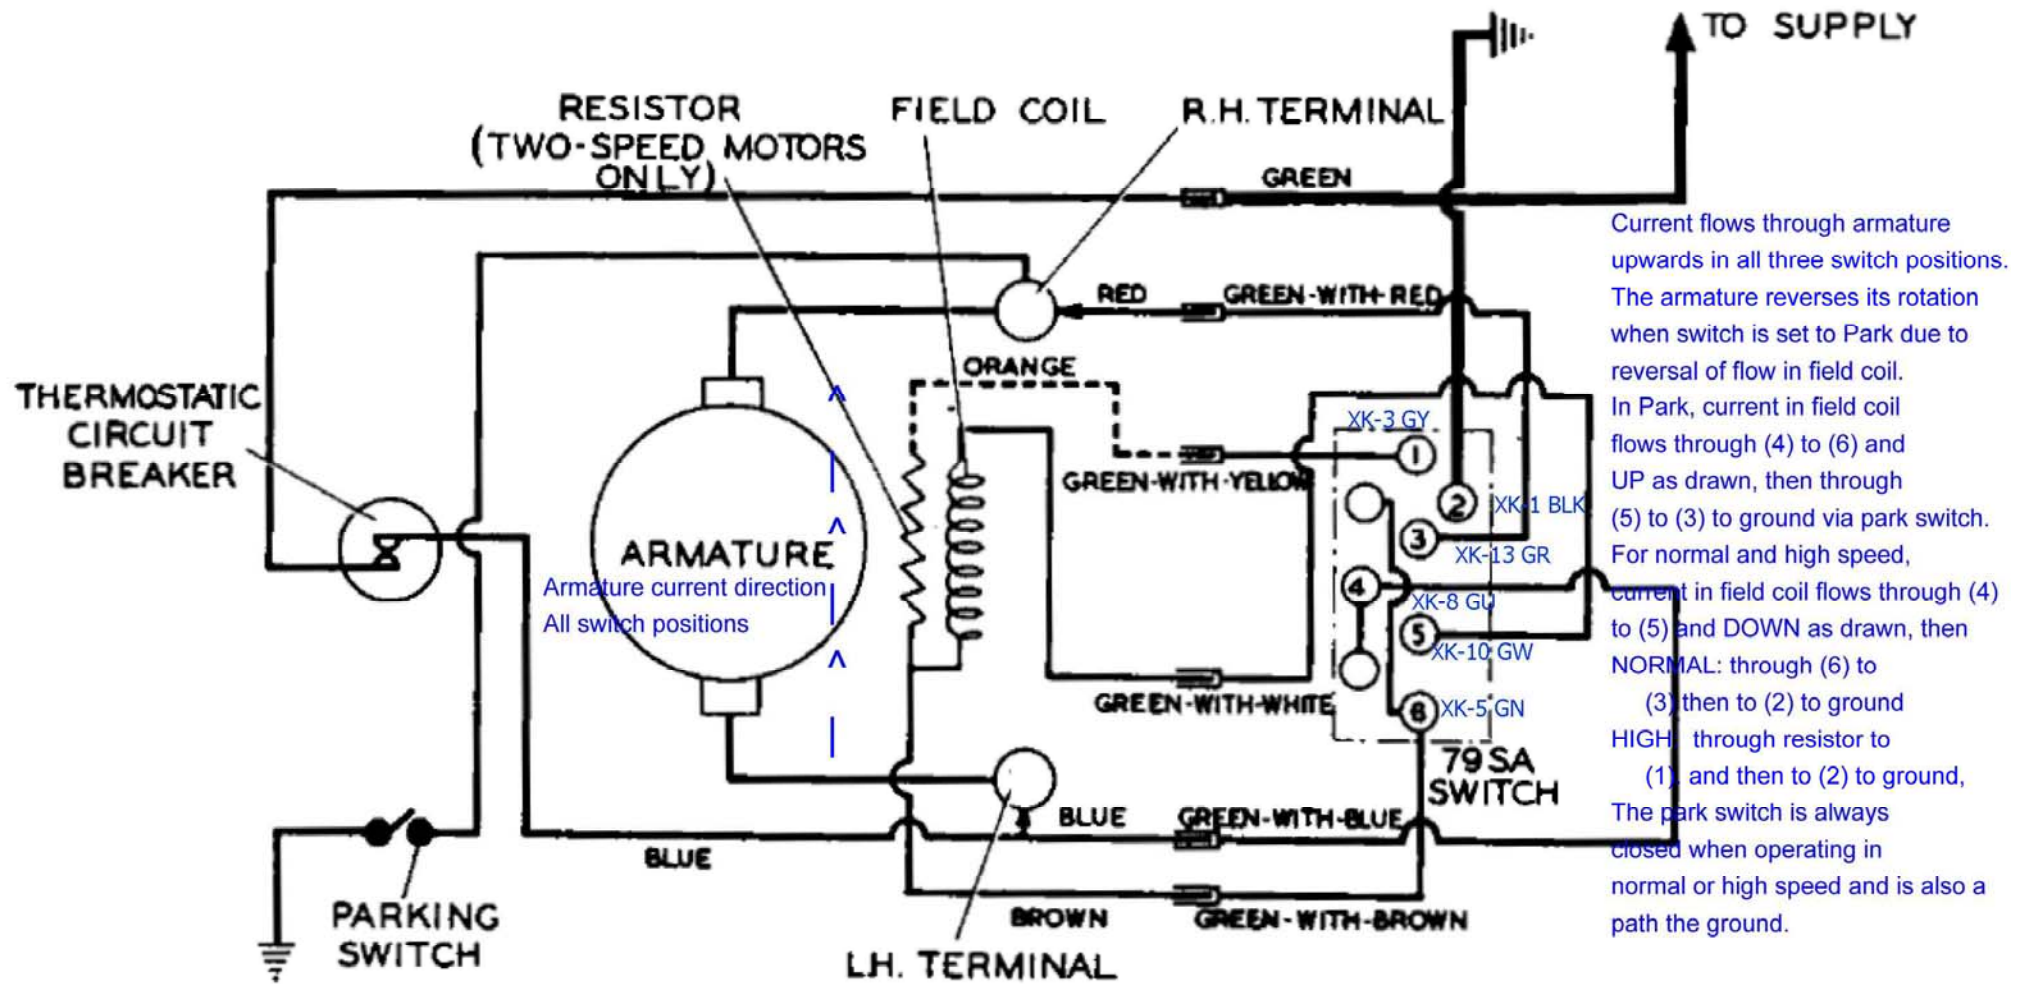 TO SUPPLY
RESISTOR
(TWO-SPEED MOTORS
ONLY)
FIELD COIL
R.H. TERMINAL
GREEN
RED
GREEN-WITH-RED
ORANGE
THERMOSTATIC
CIRCUIT
BREAKER
XK-3 GY
1
GREEN-WITH-YELLOW
2
XK-1 BLK
3
XK-13 GR
ARMATURE
Armature current direction
All switch positions
4
XK-8 GU
5
XK-10 GW
GREEN-WITH-WHITE
6
XK-5 GN
79 SA
SWITCH
BLUE
GREEN-WITH-BLUE
BLUE
BROWN
GREEN-WITH-BROWN
PARKING
SWITCH
L.H. TERMINAL
Current flows through armature
upwards in all three switch positions.
The armature reverses its rotation
when switch is set to Park due to
reversal of flow in field coil.
In Park, current in field coil
flows through (4) to (6) and
UP as drawn, then through
(5) to (3) to ground via park switch.
For normal and high speed,
current in field coil flows through (4)
to (5) and DOWN as drawn, then
NORMAL: through (6) to
(3) then to (2) to ground
HIGH: through resistor to
(1) and then to (2) to ground,
The park switch is always
closed when operating in
normal or high speed and is also a
path the ground.